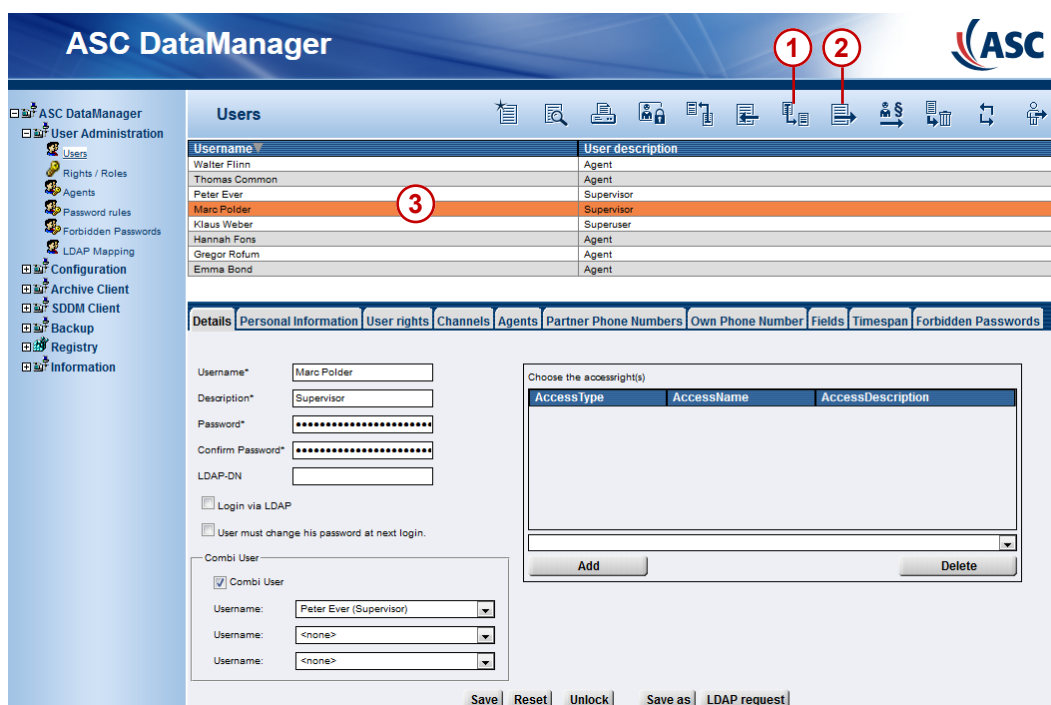 ASC DataManager
1
2
ASC
ASC DataManager
User Administration
Users
Rights / Roles
Agents
Password rules
Forbidden Passwords
LDAP Mapping
Configuration
Archive Client
SDDM Client
Backup
Registry
Information
Users
Username User description
Walter Flinn Agent
Thomas Common Agent
Peter Ever Supervisor
Marc Polder Supervisor
3
Klaus Weber Superuser
Hannah Fons Agent
Gregor Rofum Agent
Emma Bond Agent
Details Personal Information User rights Channels Agents Partner Phone Numbers Own Phone Number Fields Timespan Forbidden Passwords
Username* Marc Polder
Description* Supervisor
Password*
Confirm Password*
LDAP-DN
Login via LDAP
User must change his password at next login.
Combi User
Combi User
Username: Peter Ever (Supervisor)
Username: <none>
Username: <none>
Choose the accessright(s)
AccessType AccessName AccessDescription
Add Delete
Save Reset Unlock Save as LDAP request